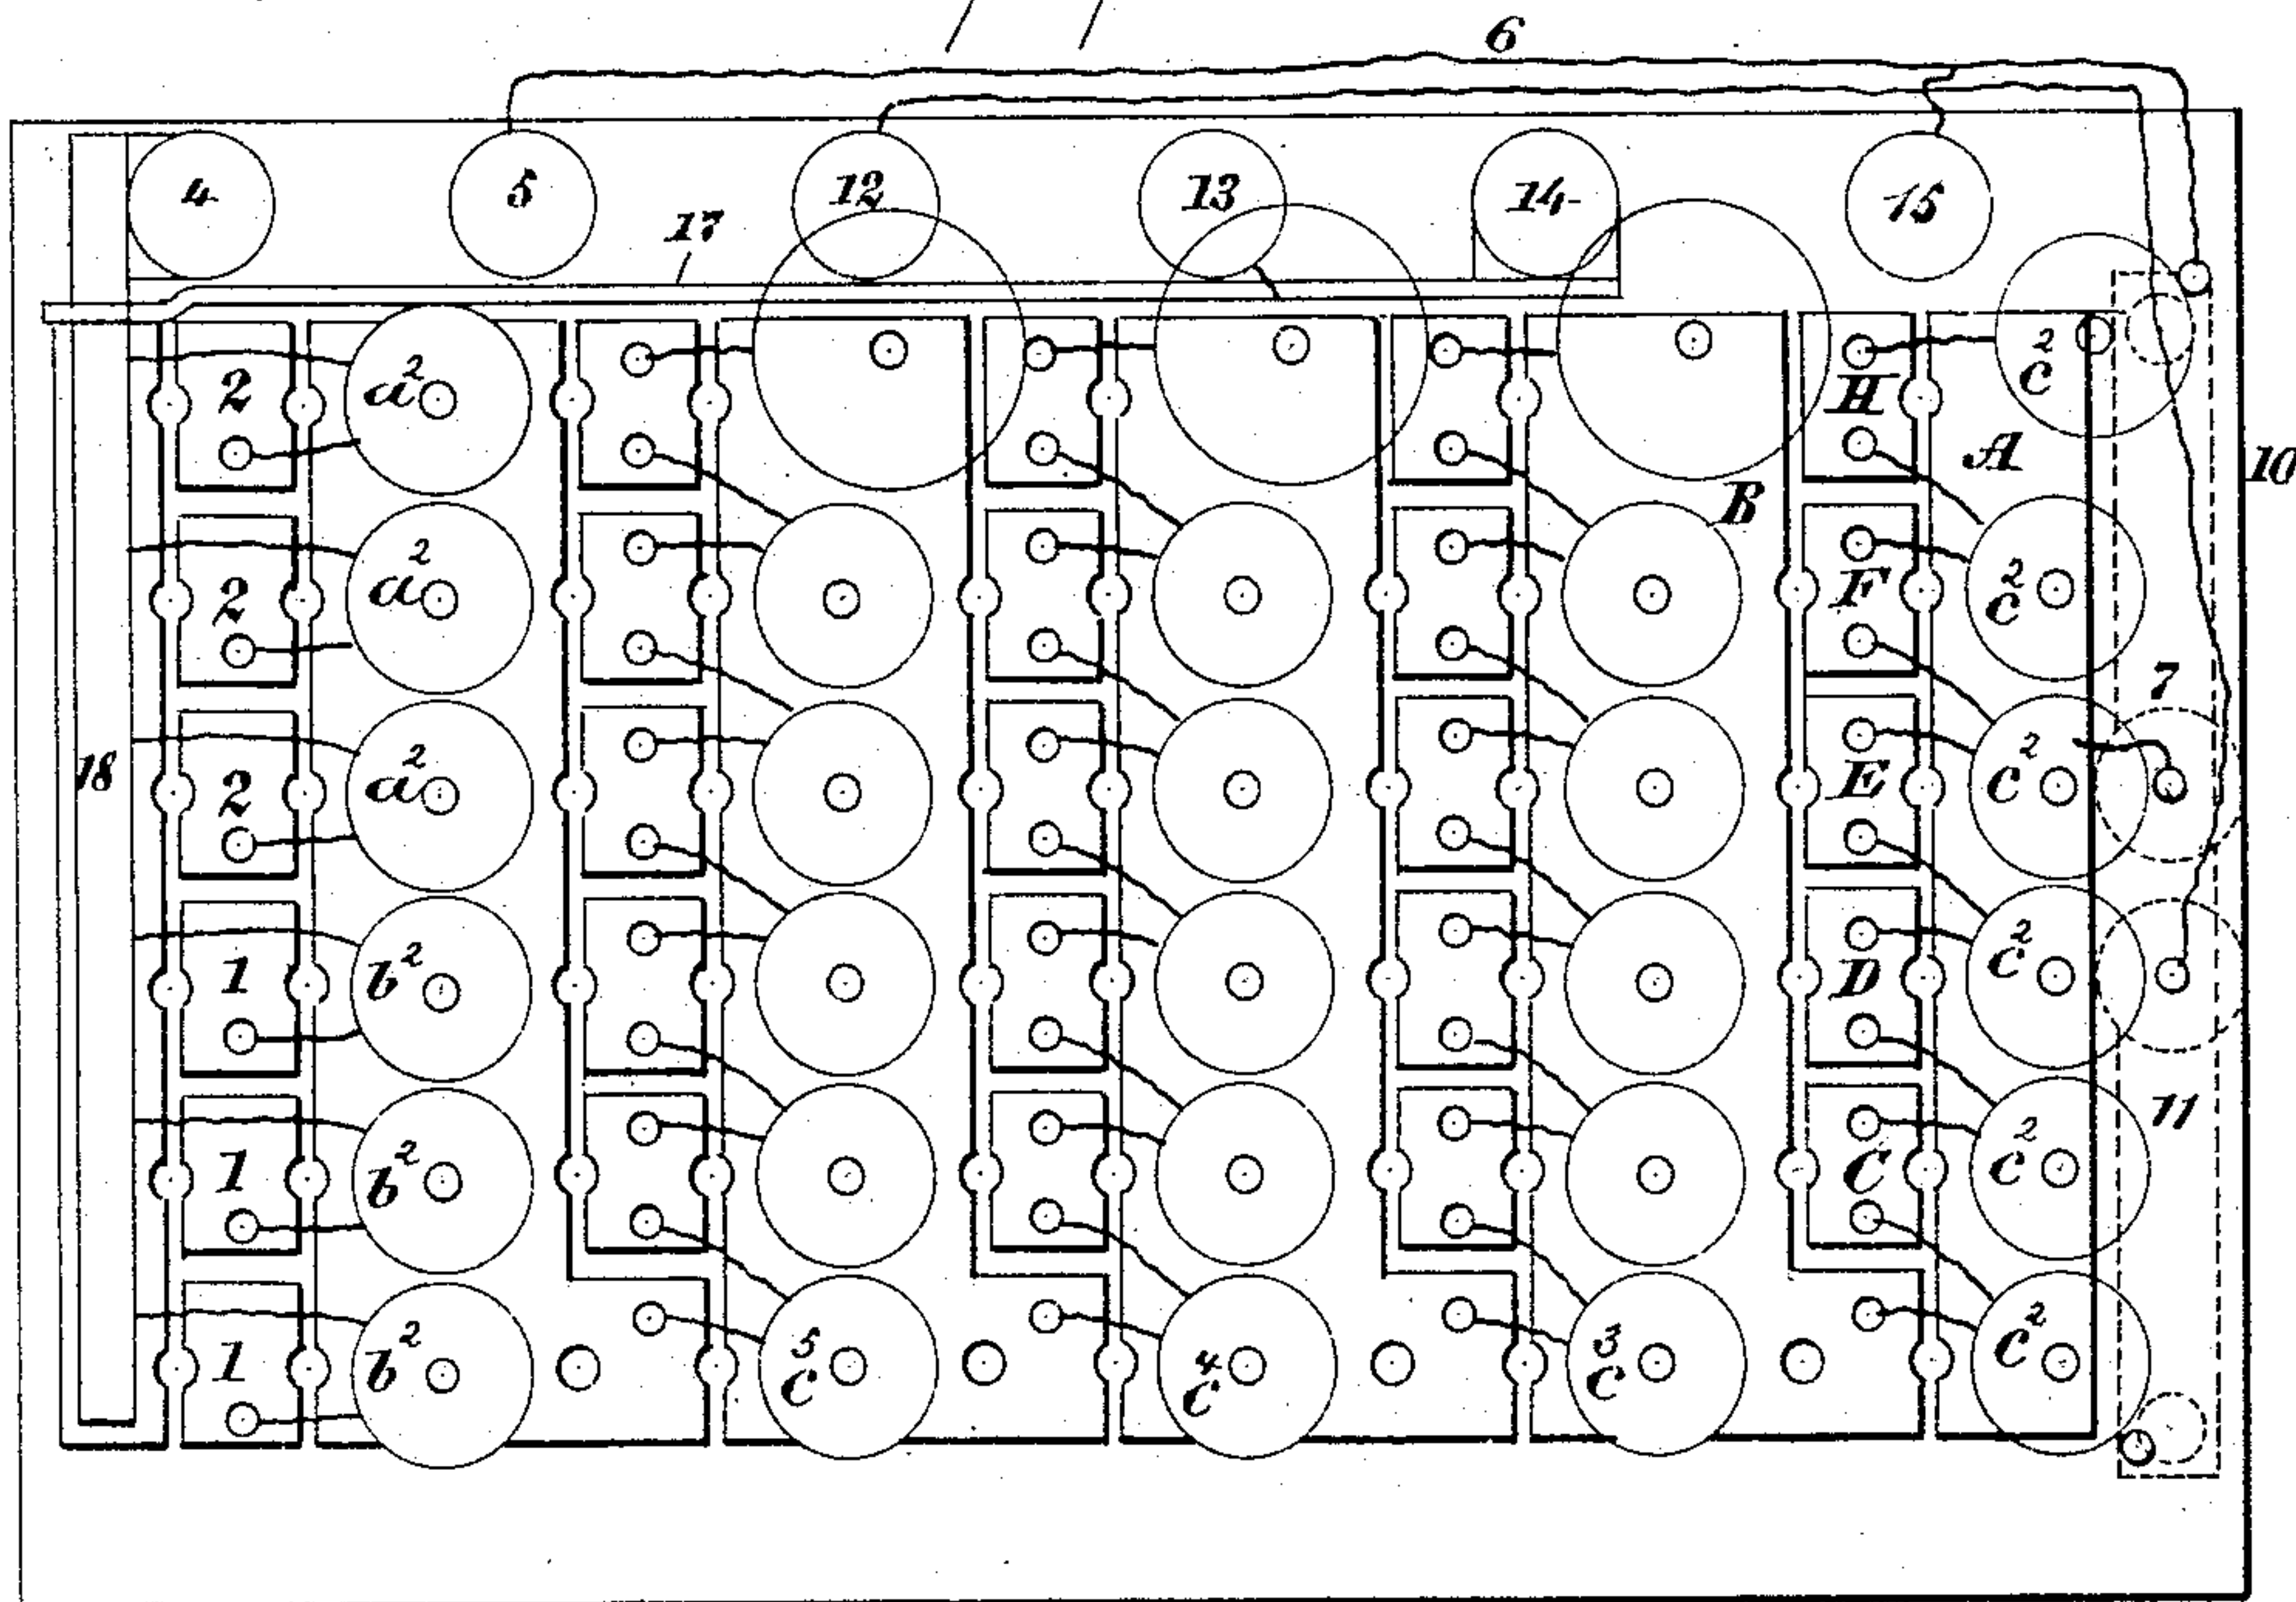 6
4 5 12 13 14 15
17
2 a² H c² A 10
B
2 a² F c²
7
18 2 a² E c²
1 b² D c²
11
1 b² C c²
1 b² c⁵ c⁴ c³ c²